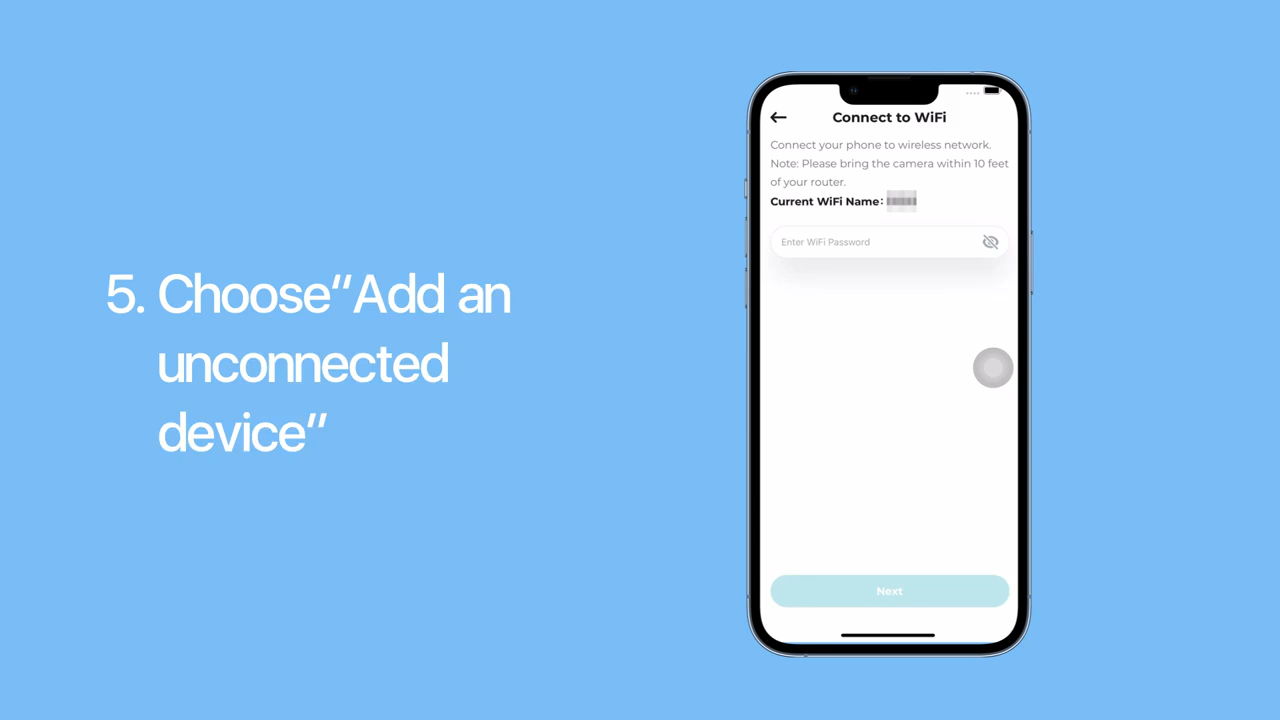 5. Choose"Add an
unconnected
device"
Connect to WiFi
Connect your phone to wireless network.
Note: Please bring the camera within 10 feet
of your router.
Current WiFi Name:
Enter WiFi Password
Next